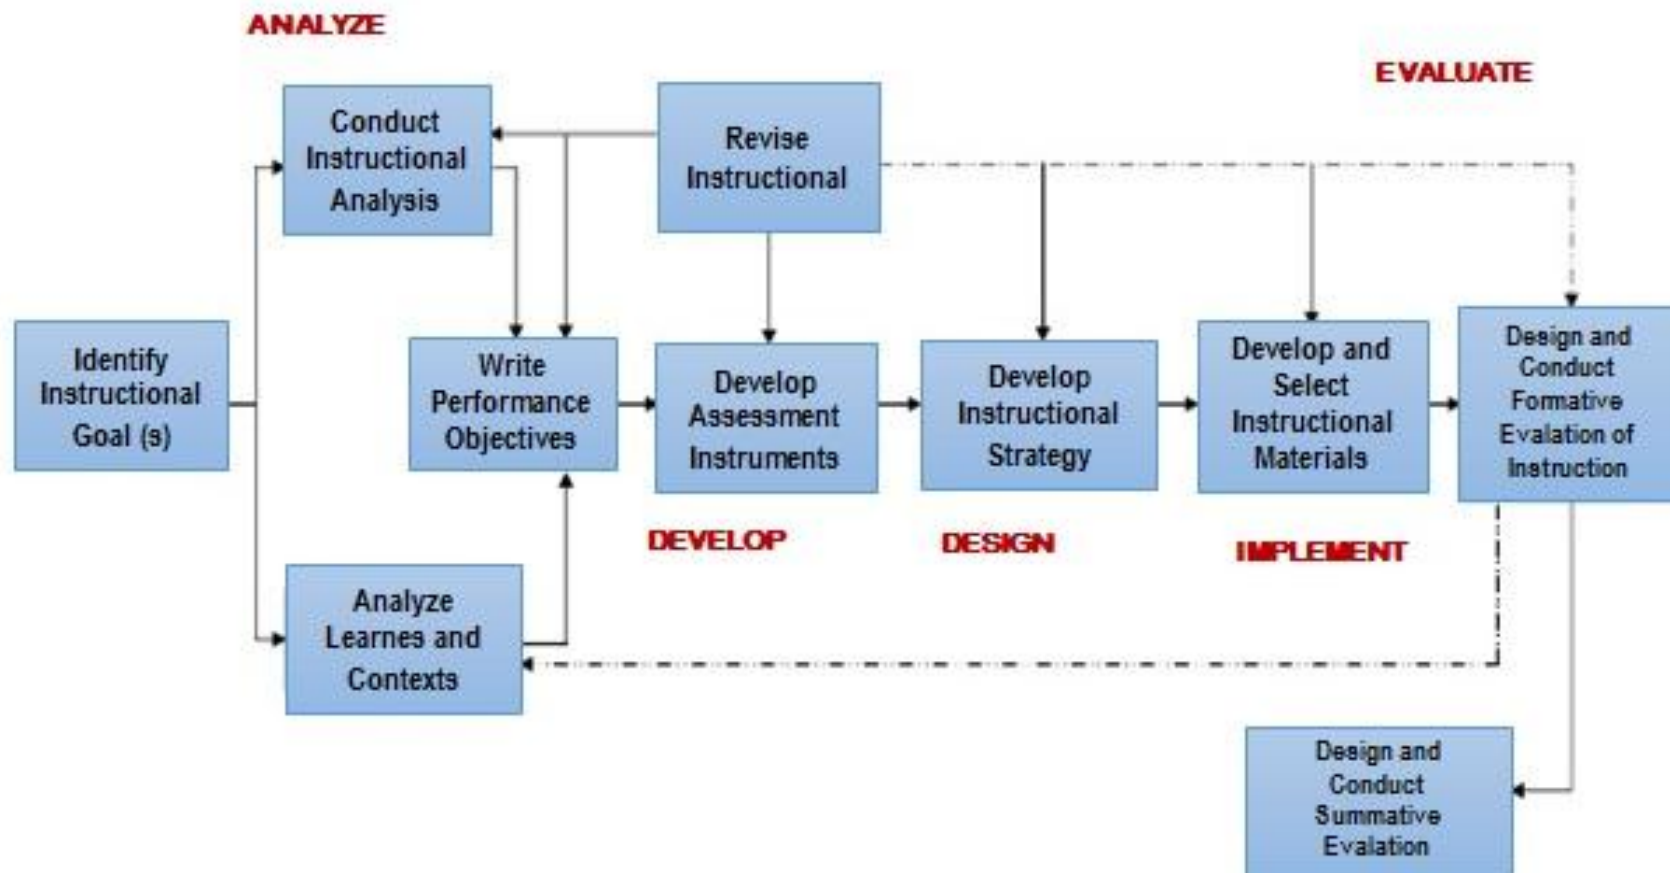 ANALYZE
EVALUATE
Conduct
Instructional
Analysis
Revise
Instructional
Identify
Instructional
Goal (s)
Write
Performance
Objectives
Develop
Assessment
Instruments
Develop
Instructional
Strategy
Develop and
Select
Instructional
Materials
Design and
Conduct
Formative
Evalation of
Instruction
DEVELOP
DESIGN
IMPLEMENT
Analyze
Learnes and
Contexts
Design and
Conduct
Summative
Evalation